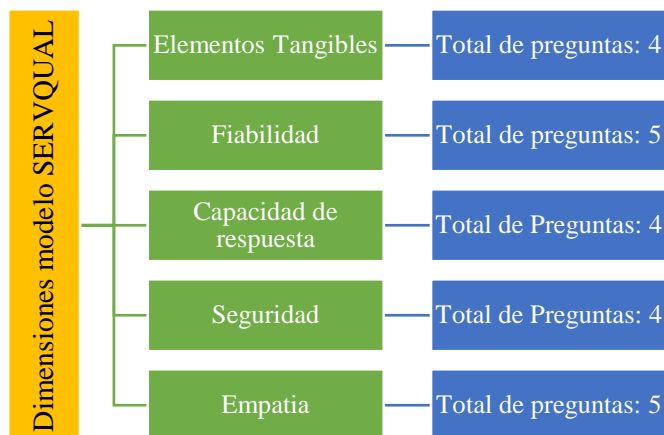 Dimensiones modelo SERVQUAL
Elementos Tangibles
Total de preguntas: 4
Fiabilidad
Total de preguntas: 5
Capacidad de
respuesta
Total de Preguntas: 4
Seguridad
Total de Preguntas: 4
Empatia
Total de preguntas: 5